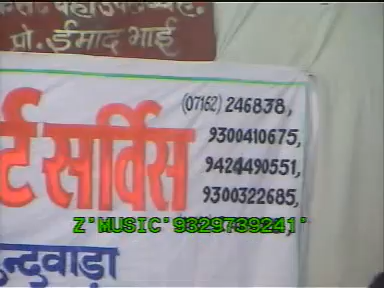 प्रो. ईमाद भाई
(07162) 246838,
9300410675,
र्ट सर्विस
9424490551,
9300322685,
Z'MUSIC'9329739241'
न्दवाड़ा